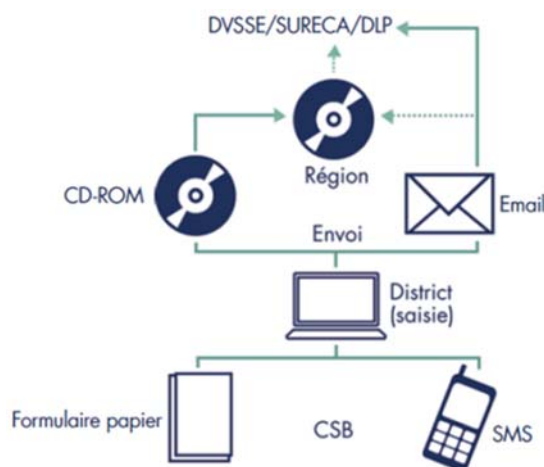 DVSSE/SURECA/DLP
Région
CD-ROM
Email
Envoi
District
(saisie)
Formulaire papier
CSB
SMS